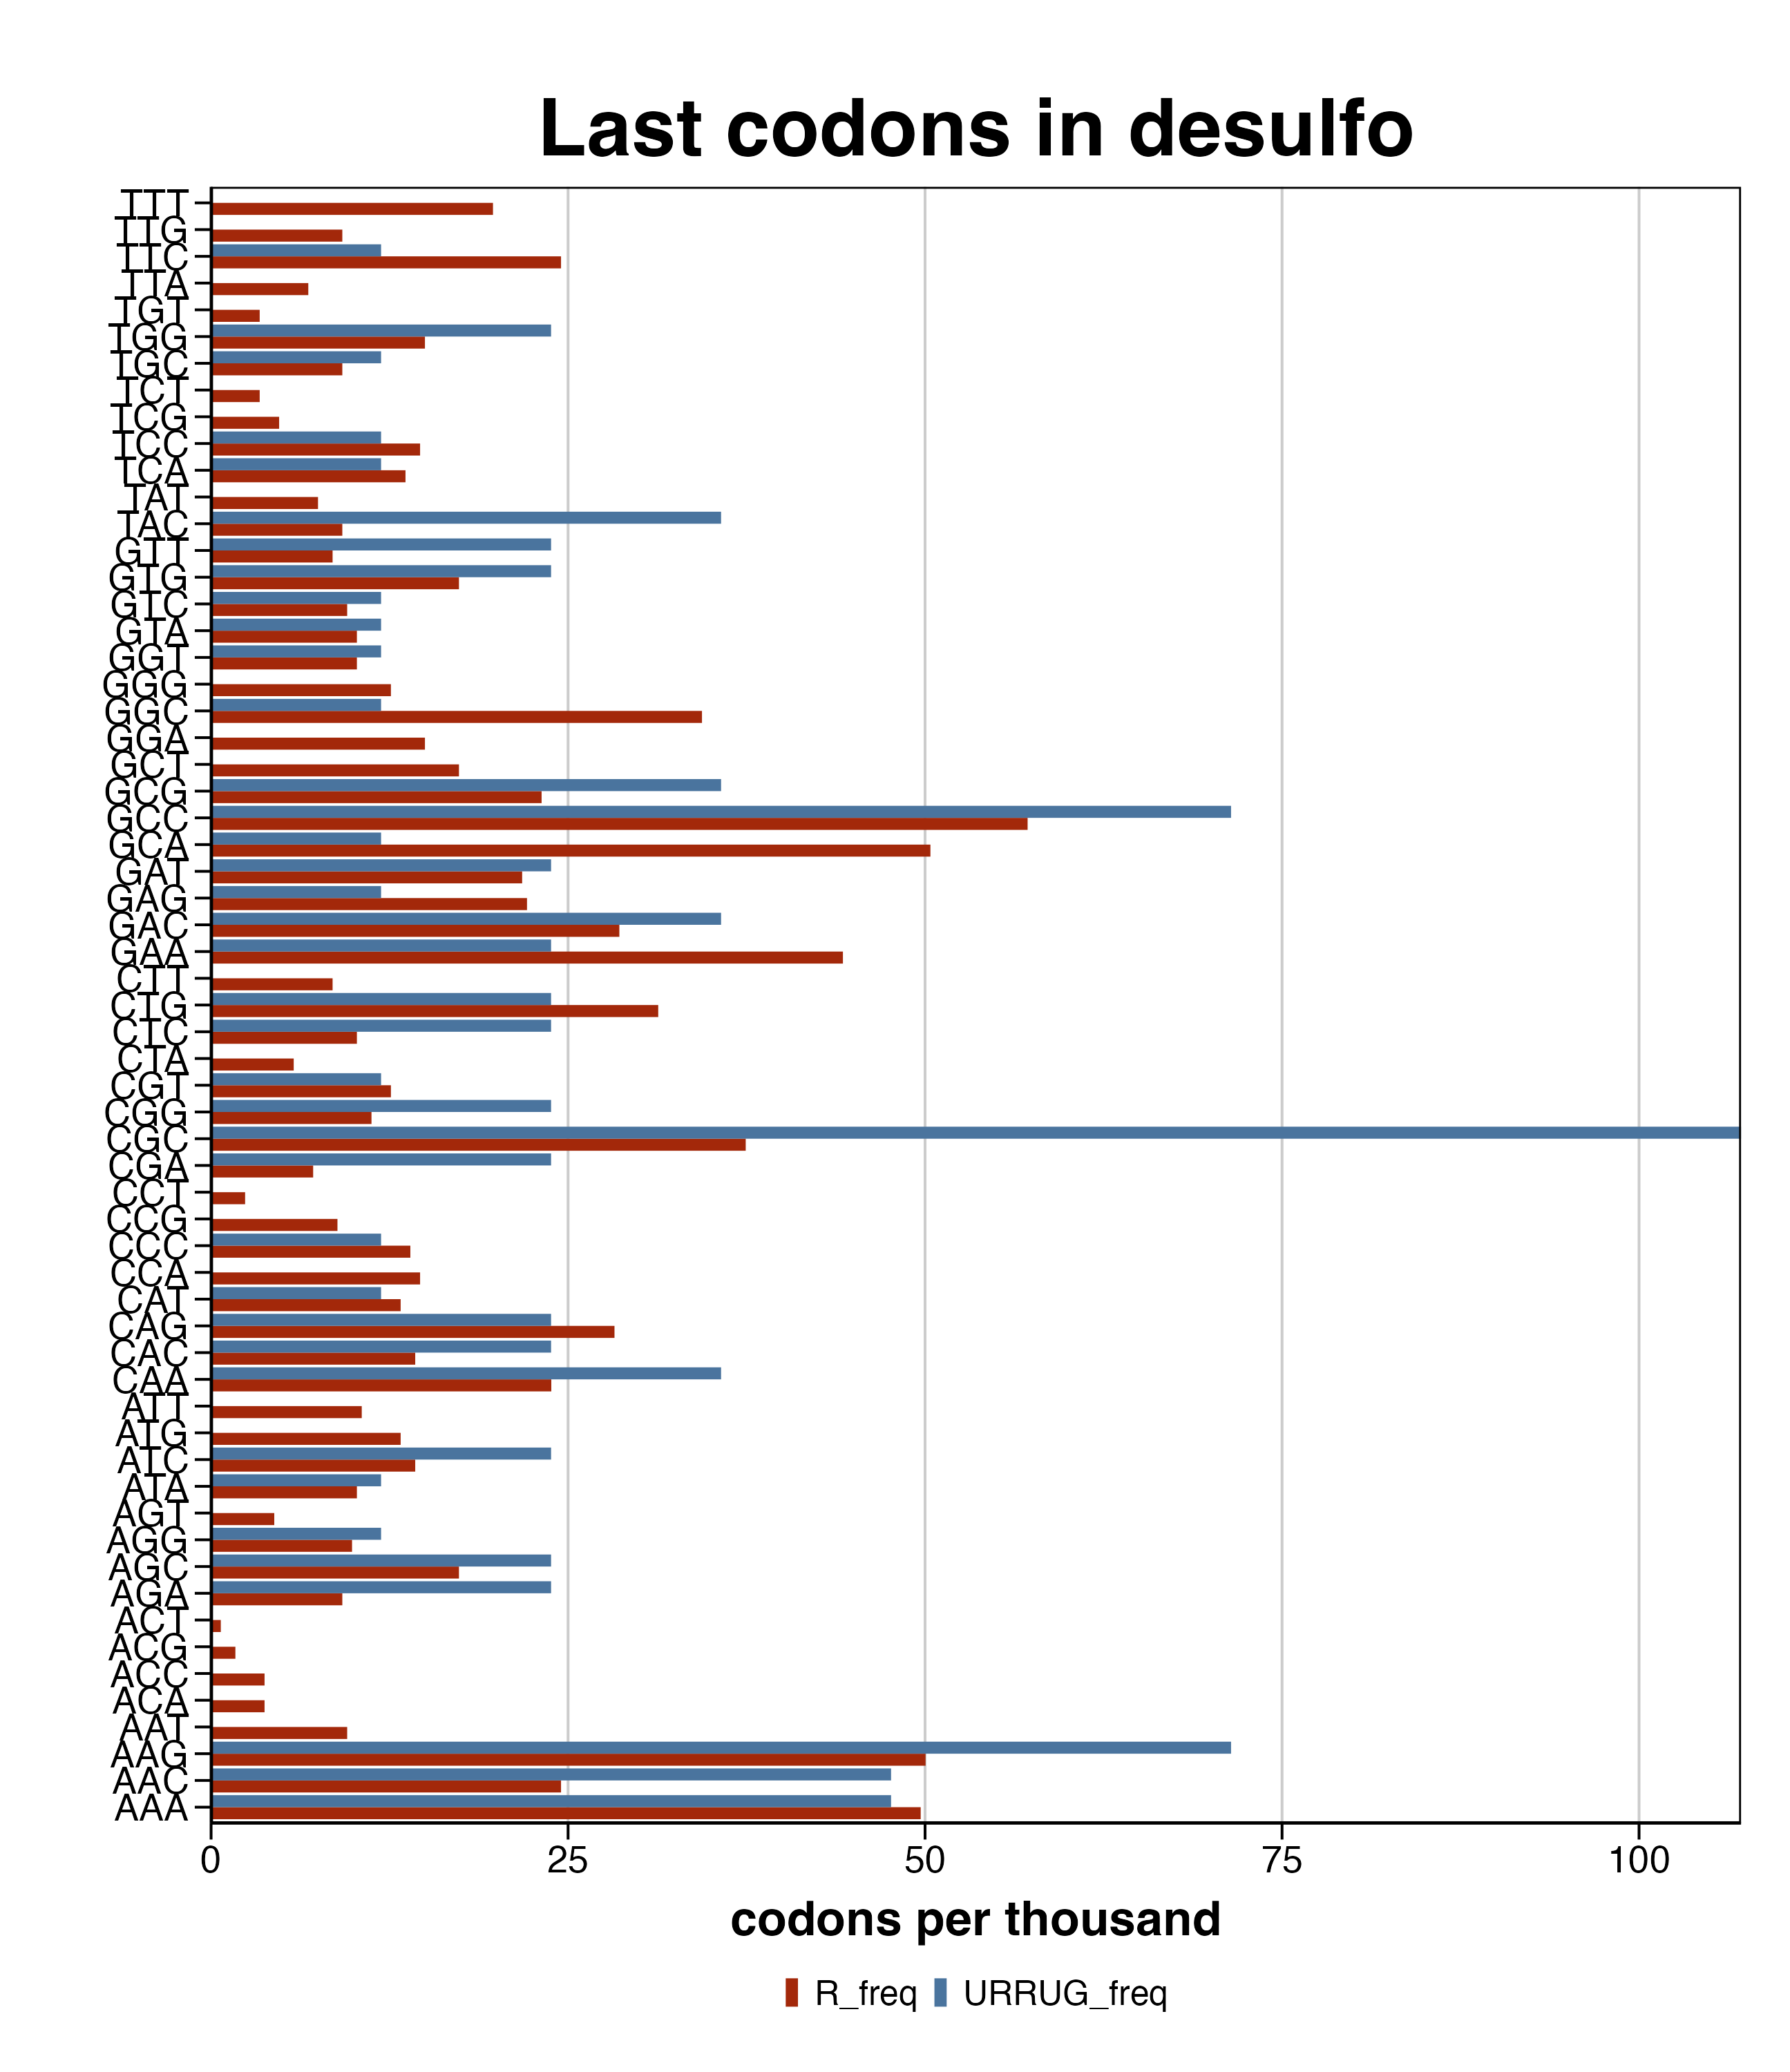 Last codons in desulfo
TTT
TTG
TTC
TTA
TGT
TGG
TGC
TCT
TCG
TCC
TCA
TAT
TAC
GTT
GTG
GTC
GTA
GGT
GGG
GGC
GGA
GCT
GCG
GCC
GCA
GAT
GAG
GAC
GAA
CTT
CTG
CTC
CTA
CGT
CGG
CGC
CGA
CCT
CCG
CCC
CCA
CAT
CAG
CAC
CAA
ATT
ATG
ATC
ATA
AGT
AGG
AGC
AGA
ACT
ACG
ACC
ACA
AAT
AAG
AAC
AAA
0 25 50 75 100
codons per thousand
R_freq URRUG_freq